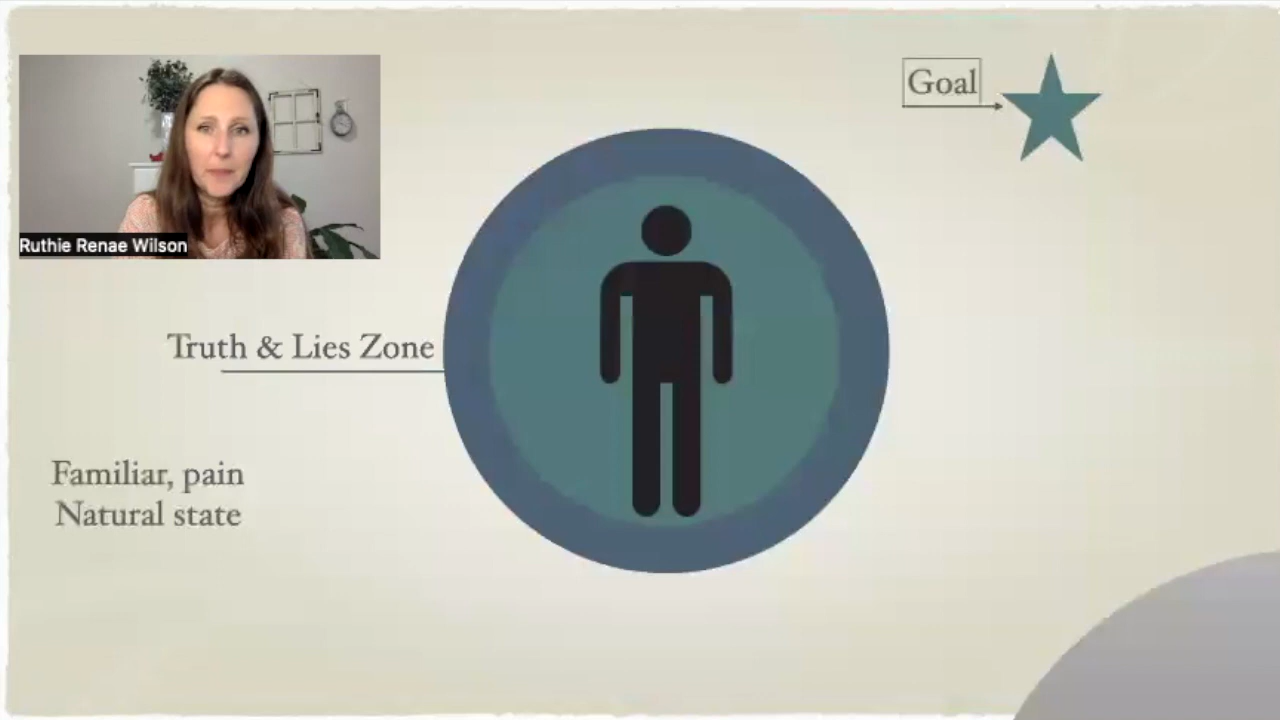 Goal
Ruthie Renae Wilson
Truth & Lies Zone
Familiar, pain
Natural state